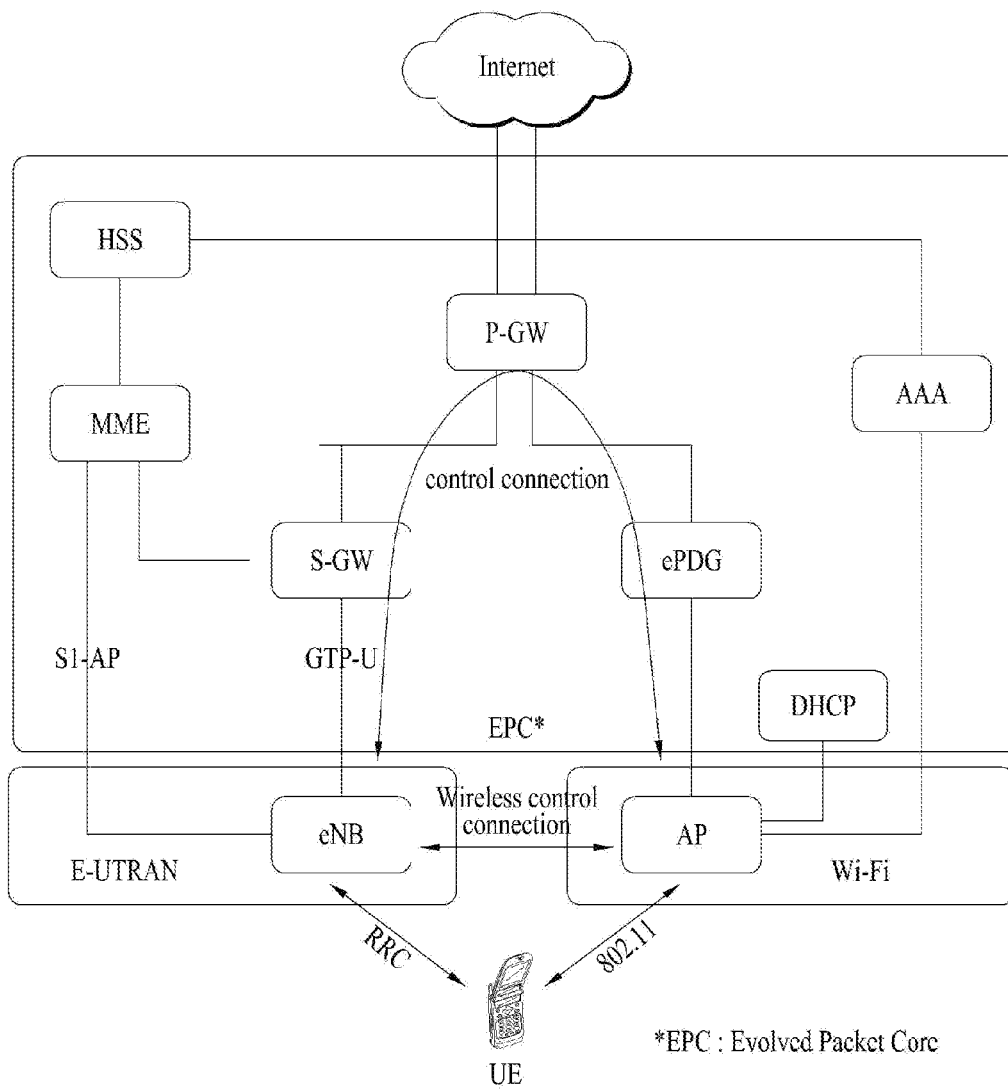 Internet
HSS
P-GW
AAA
MME
control connection
S-GW
ePDG
S1-AP
GTP-U
DHCP
EPC*
Wireless control
connection
eNB
AP
E-UTRAN
Wi-Fi
RRC
802.11
UE
*EPC : Evolved Packet Core